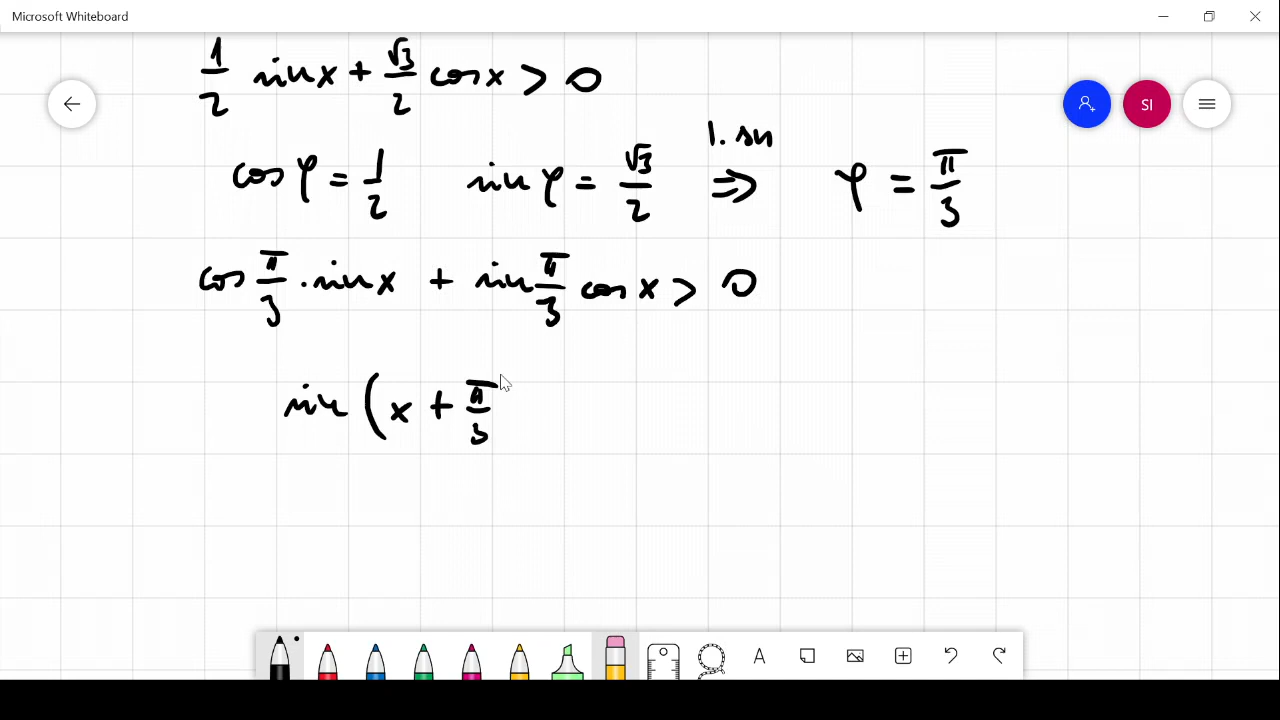 Microsoft Whiteboard
1/2 sin x + √3/2 cos x > 0
SI
1. sh
cos φ = 1/2 sin φ = √3/2 ⇒ φ = π/3
cos π/3 · sin x + sin π/3 cos x > 0
sin (x + π/3
A